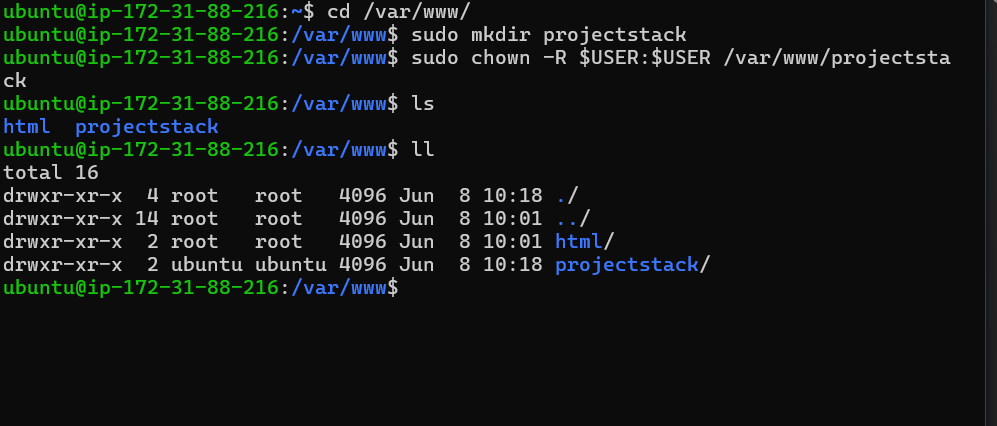 ubuntu@ip-172-31-88-216:~$ cd /var/www/
ubuntu@ip-172-31-88-216:/var/www$ sudo mkdir projectstack
ubuntu@ip-172-31-88-216:/var/www$ sudo chown -R $USER:$USER /var/www/projectsta
ck
ubuntu@ip-172-31-88-216:/var/www$ ls
html  projectstack
ubuntu@ip-172-31-88-216:/var/www$ ll
total 16
drwxr-xr-x  4 root   root   4096 Jun  8 10:18 ./
drwxr-xr-x 14 root   root   4096 Jun  8 10:01 ../
drwxr-xr-x  2 root   root   4096 Jun  8 10:01 html/
drwxr-xr-x  2 ubuntu ubuntu 4096 Jun  8 10:18 projectstack/
ubuntu@ip-172-31-88-216:/var/www$